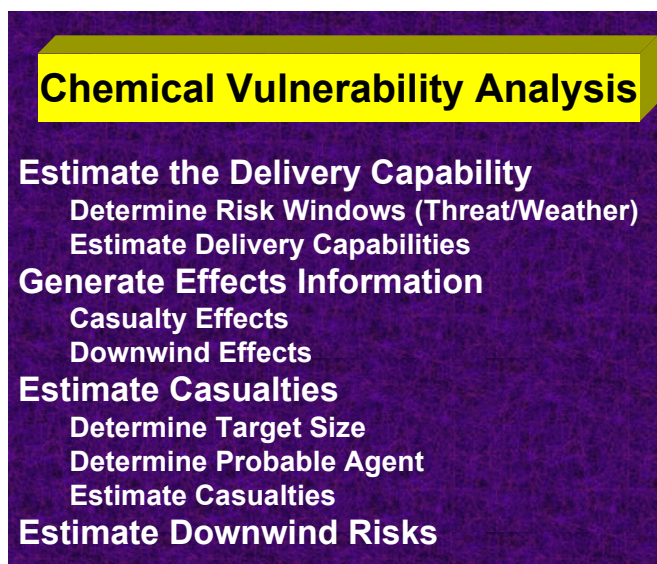 Chemical Vulnerability Analysis
Estimate the Delivery Capability
Determine Risk Windows (Threat/Weather)
Estimate Delivery Capabilities
Generate Effects Information
Casualty Effects
Downwind Effects
Estimate Casualties
Determine Target Size
Determine Probable Agent
Estimate Casualties
Estimate Downwind Risks